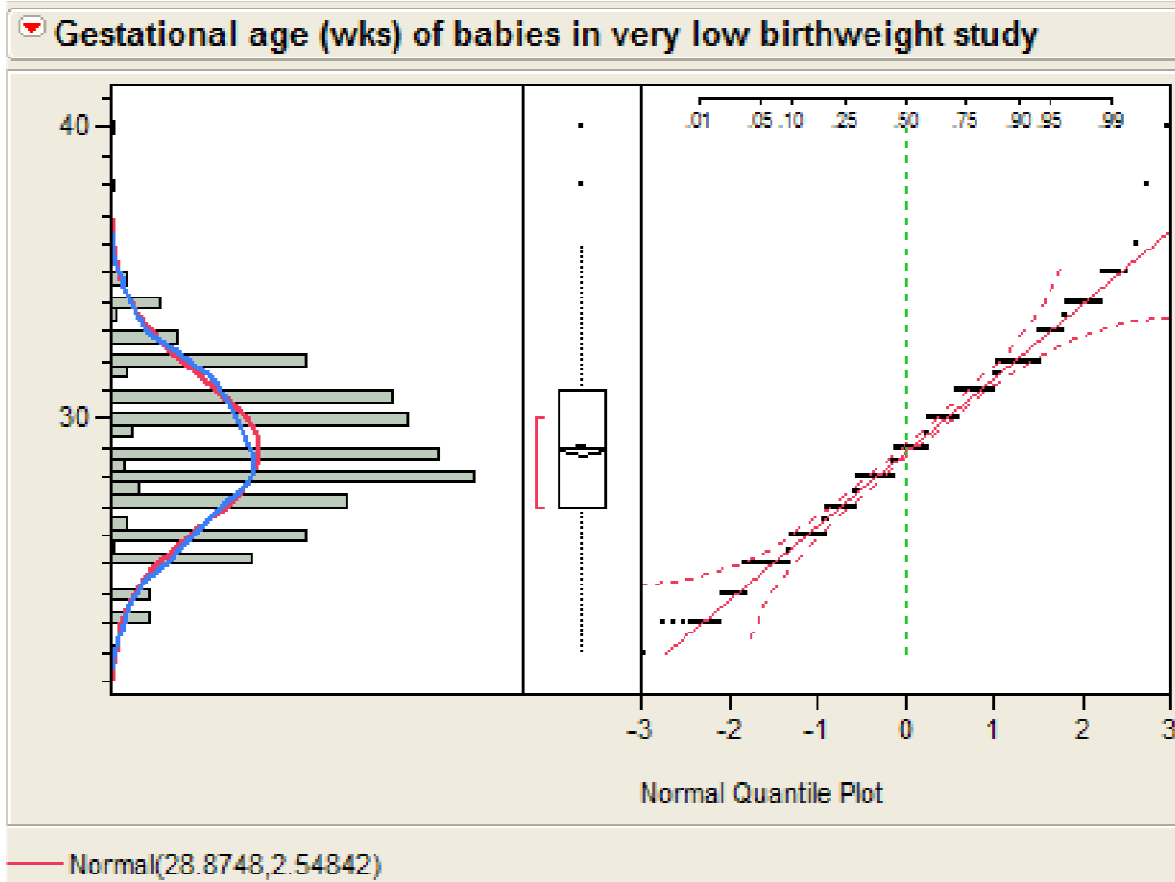 Gestational age (wks) of babies in very low birthweight study
40
30
.01 .05 .10 .25 .50 .75 .90 .95 .99
-3 -2 -1 0 1 2 3
Normal Quantile Plot
Normal(28.8748,2.54842)